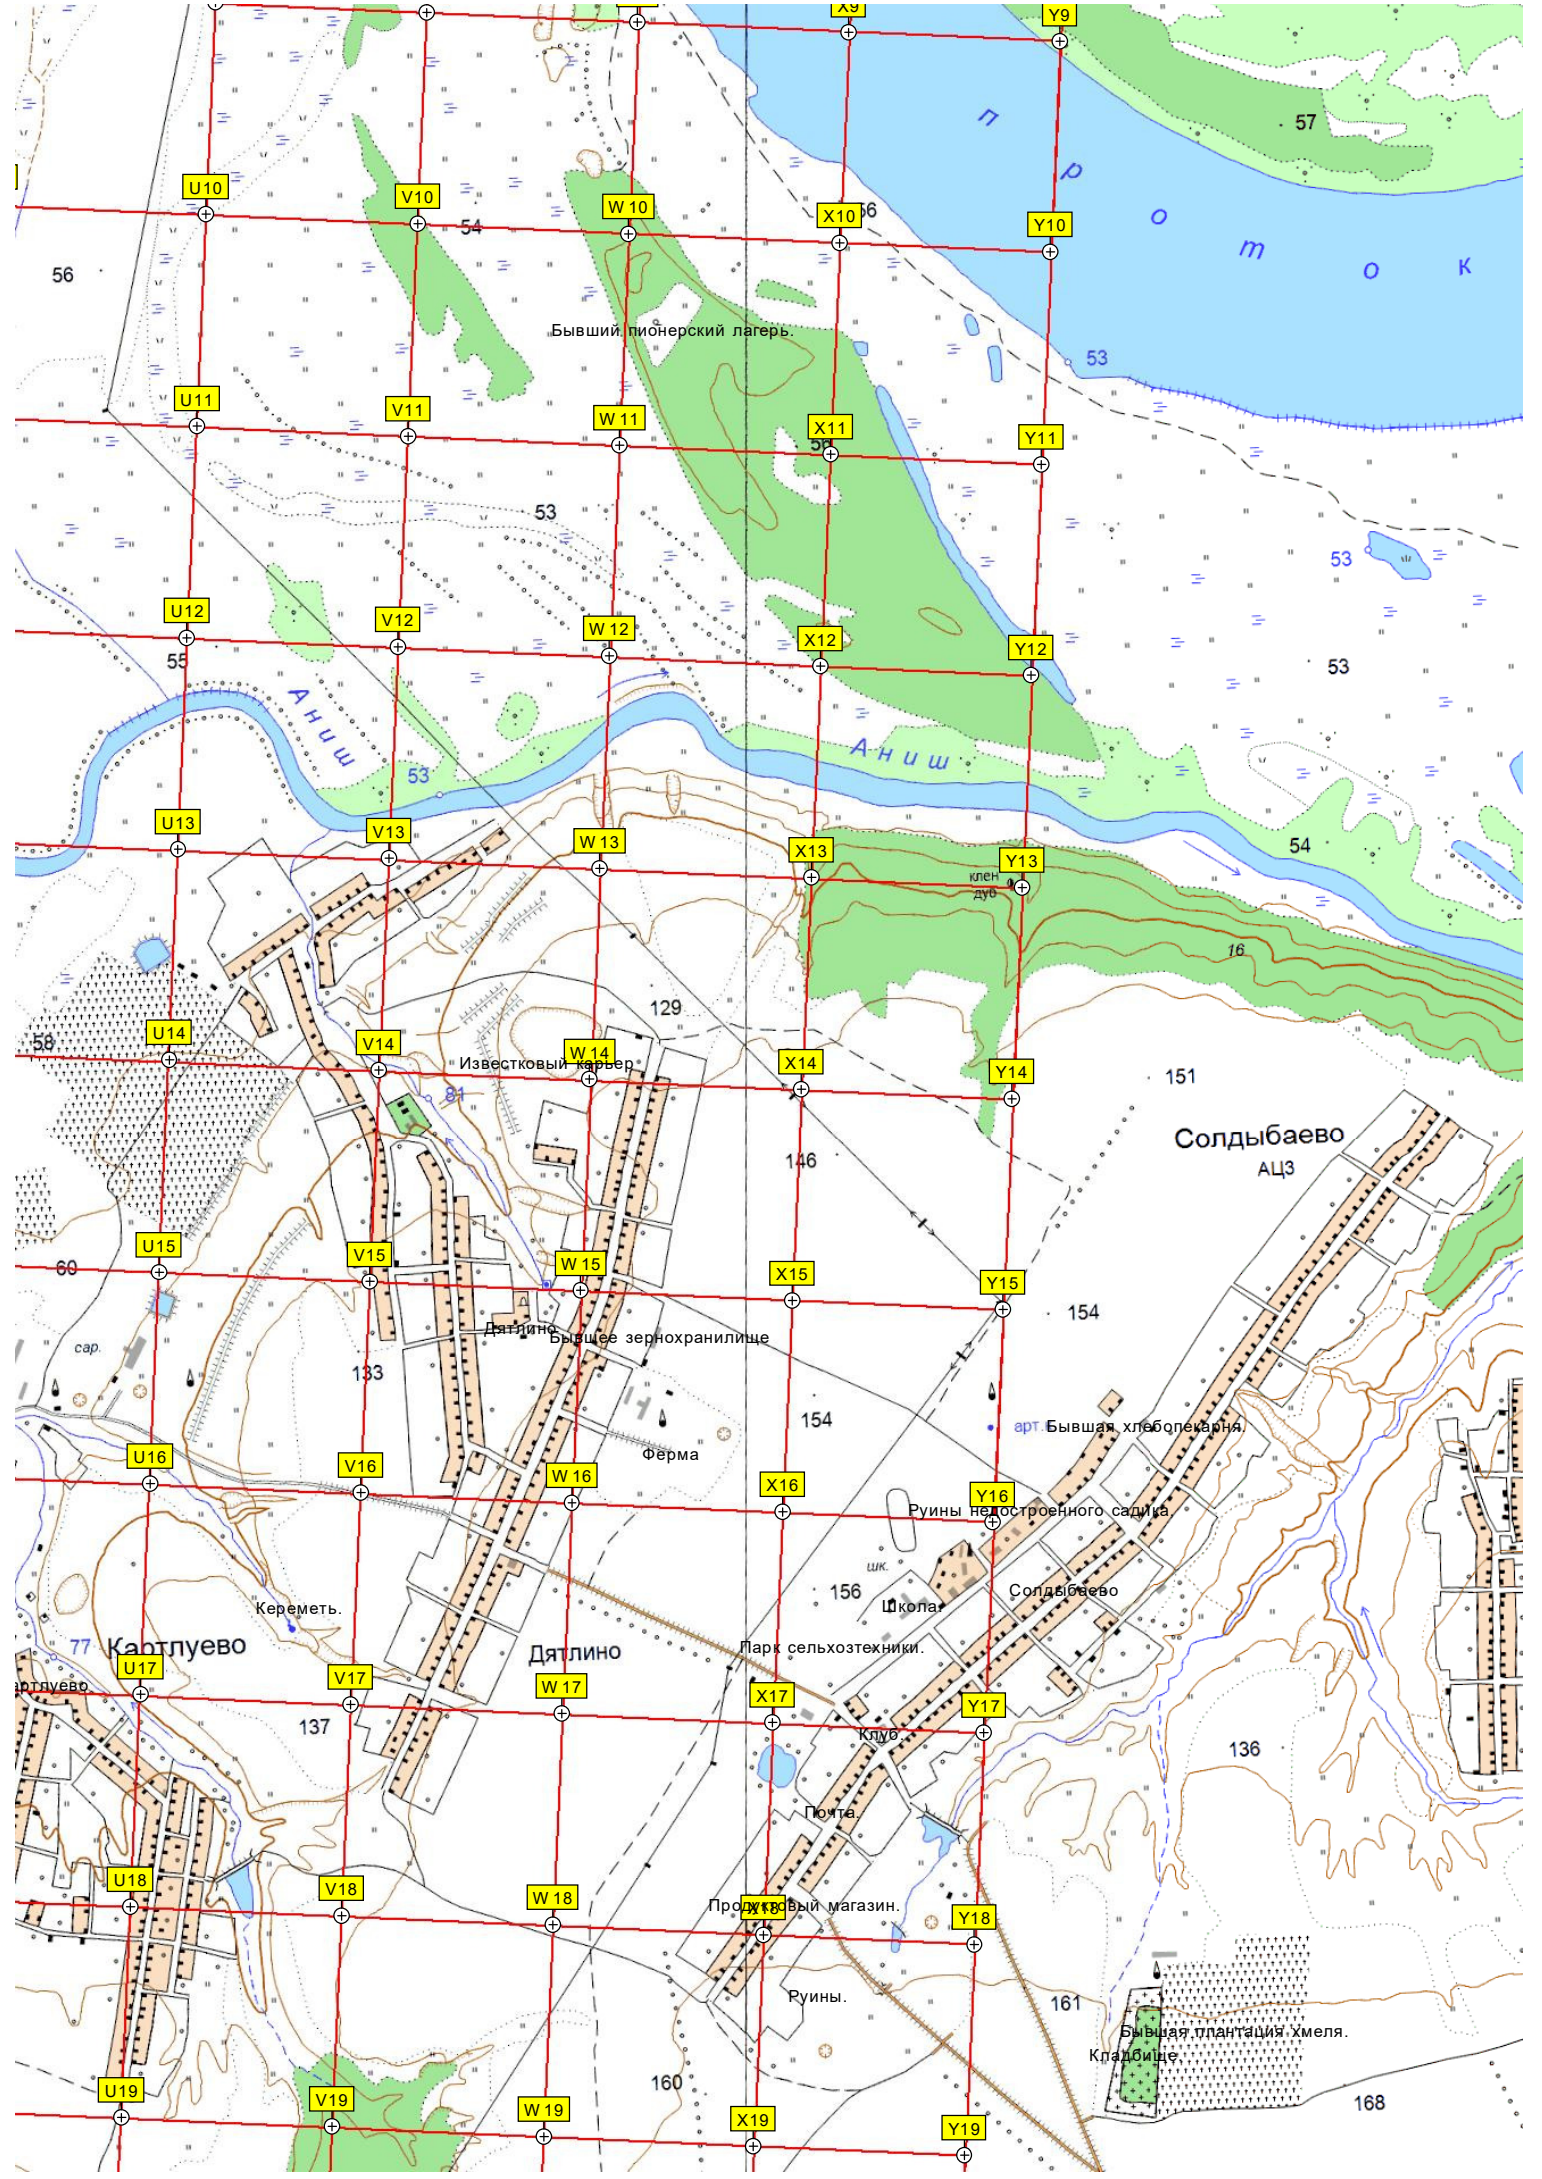 X9
Y9
57
п р о т о к
U10
V10
54
W 10
X10
56
Y10
56
Бывший пионерский лагерь.
53
U11
V11
W 11
X11
56
Y11
53
53
U12
V12
W 12
X12
Y12
55
53
Аниш
Аниш
53
U13
V13
W 13
X13
Y13
54
клен
дуб
16
129
U14
58
V14
W 14
X14
Y14
Известковый карьер
151
81
Солдыбаево
АЦЗ
146
U15
V15
W 15
X15
Y15
60
154
Дятлино
Бывшее зернохранилище
сар.
133
154
арт.
Бывшая хлебопекарня.
Ферма
U16
V16
W 16
X16
Y16
Руины недостроенного садика.
шк.
156
Солдыбаево
Школа.
Кереметь.
77
Картлуево
Дятлино
Парк сельхозтехники.
U17
артлуево
V17
W 17
X17
Y17
137
Клуб.
136
Почта.
U18
V18
W 18
X18
Продуктовый магазин.
Y18
Руины.
161
Бывшая плантация хмеля.
Кладбище.
160
168
U19
V19
W 19
X19
Y19